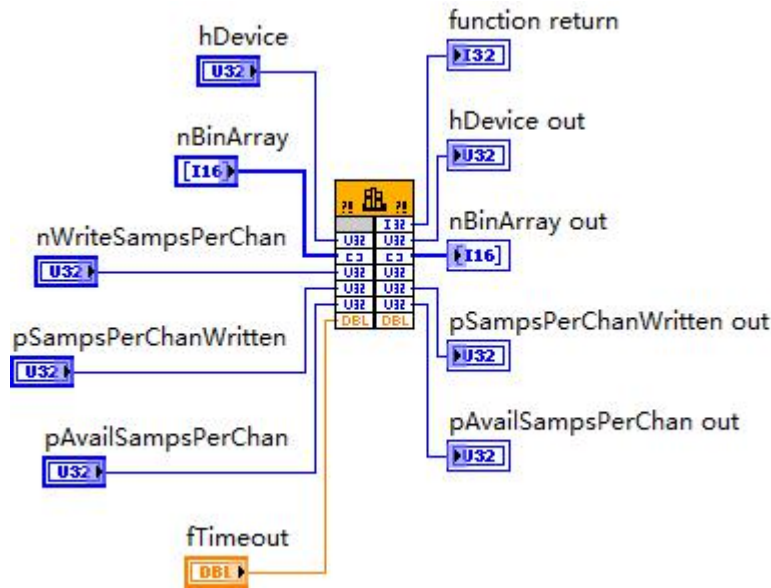 hDevice
U32
nBinArray
[I16]
nWriteSampsPerChan
U32
pSampsPerChanWritten
U32
pAvailSampsPerChan
U32
fTimeout
DBL
?! ?!
I32
U32 U32
U32 U32
U32 U32
U32 U32
DBL DBL
function return
I32
hDevice out
U32
nBinArray out
[I16]
pSampsPerChanWritten out
U32
pAvailSampsPerChan out
U32